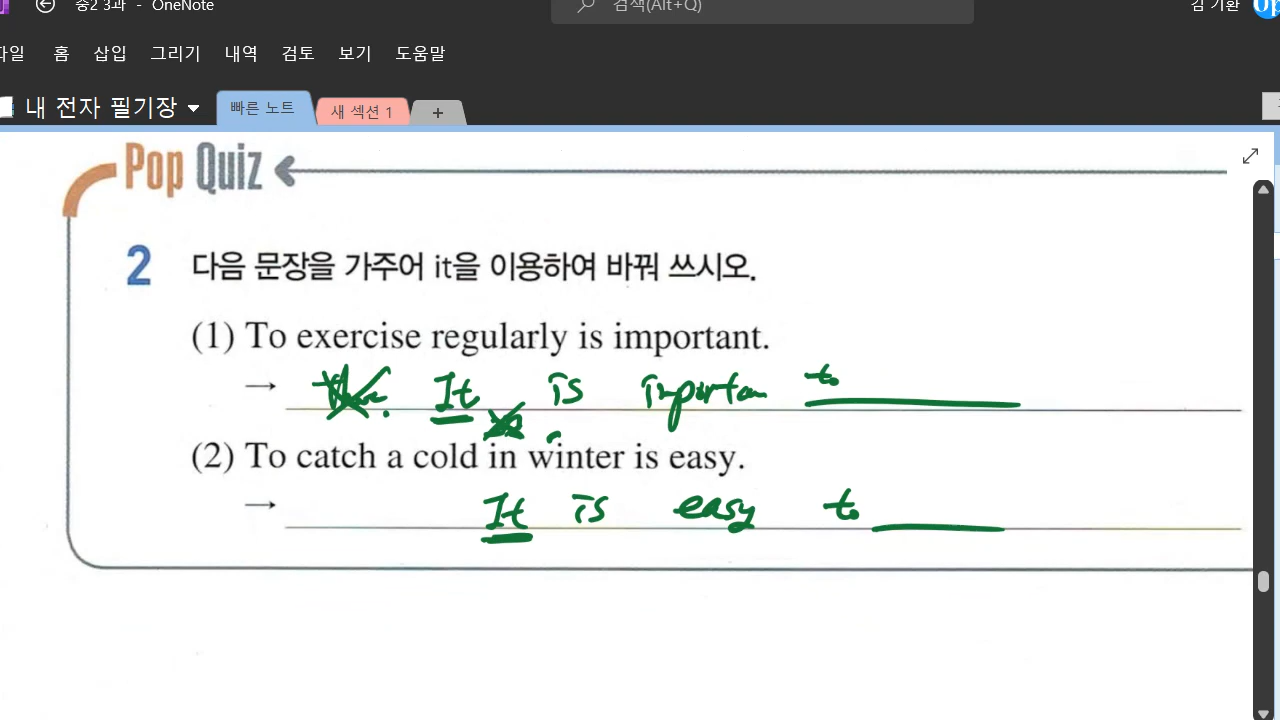 중2 3과 - OneNote
검색(Alt+Q)
김 기환
파일 홈 삽입 그리기 내역 검토 보기 도움말
내 전자 필기장 빠른 노트 새 섹션 1 +
Pop Quiz
2 다음 문장을 가주어 it을 이용하여 바꿔 쓰시오.
(1) To exercise regularly is important.
→ It is importan to
(2) To catch a cold in winter is easy.
→ It is easy to